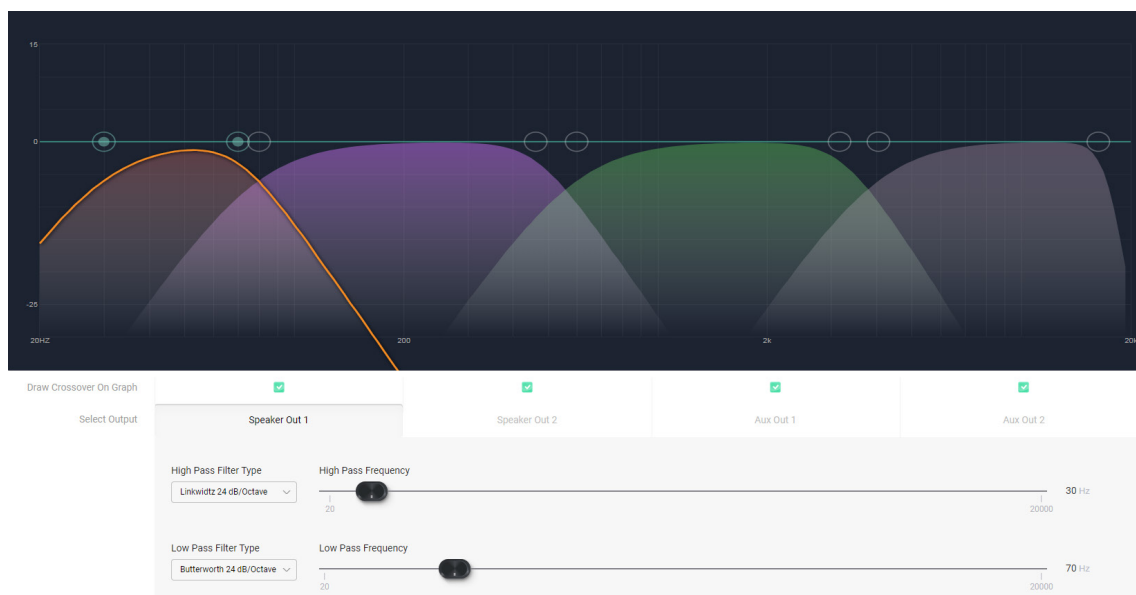 15
0
-25
20HZ 200 2k 20k
Draw Crossover On Graph
Select Output Speaker Out 1 Speaker Out 2 Aux Out 1 Aux Out 2
High Pass Filter Type High Pass Frequency
Linkwidtz 24 dB/Octave 30 Hz
20 20000
Low Pass Filter Type Low Pass Frequency
Butterworth 24 dB/Octave 70 Hz
20 20000